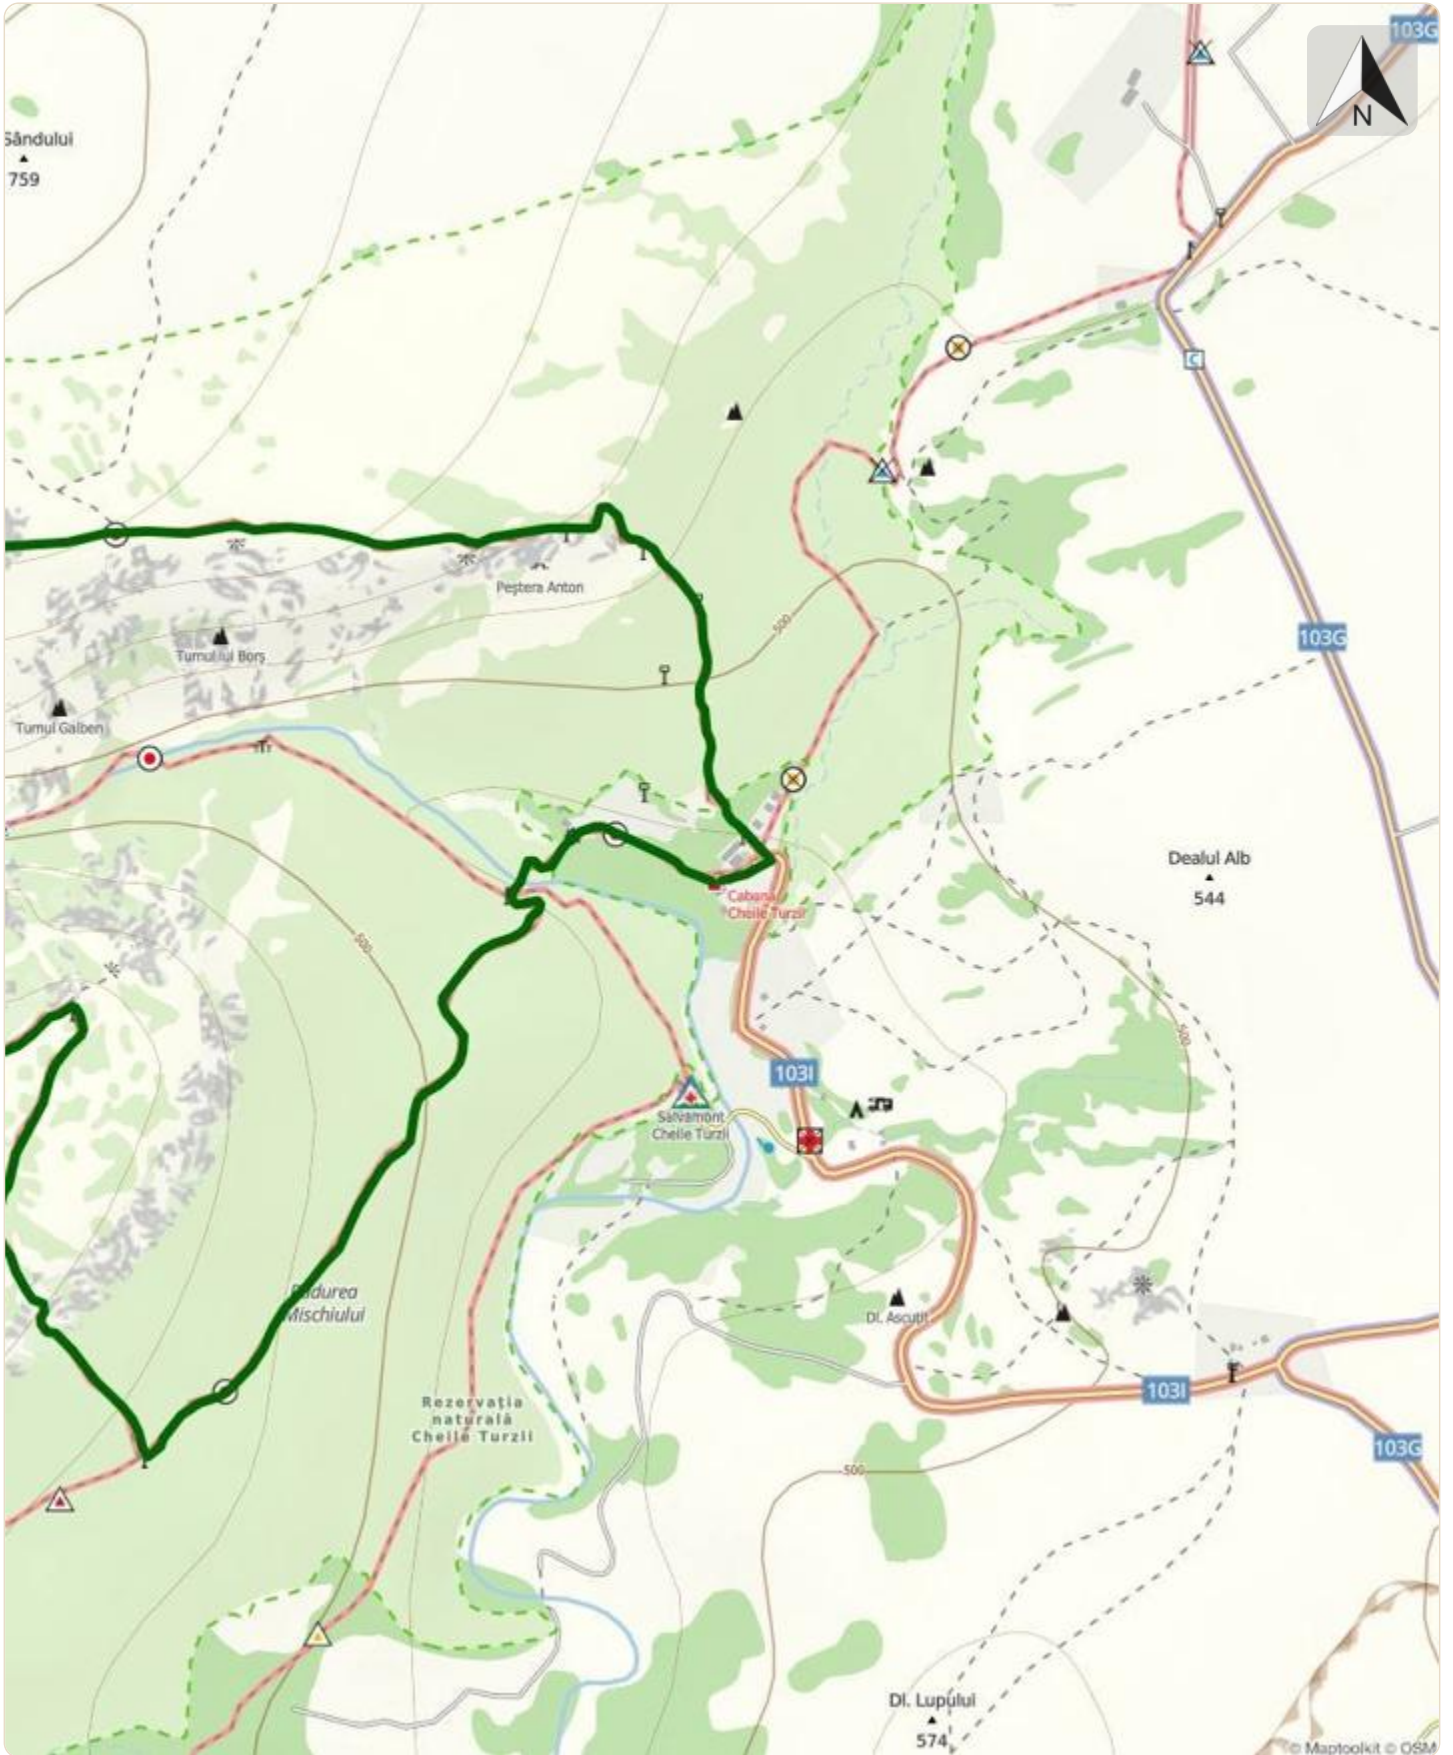 103G
N
Sândului
759
Peștera Anton
500
Turnul lui Borș
103G
Turnul Galben
Dealul Alb
544
Cabana
Cheile Turzii
500
500
103I
Salvamont
Cheile Turzii
Pădurea
Mischiului
Dl. Ascuțit
103I
Rezervația
naturală
Cheile Turzii
103G
500
Dl. Lupului
574
© Maptoolkit © OSM